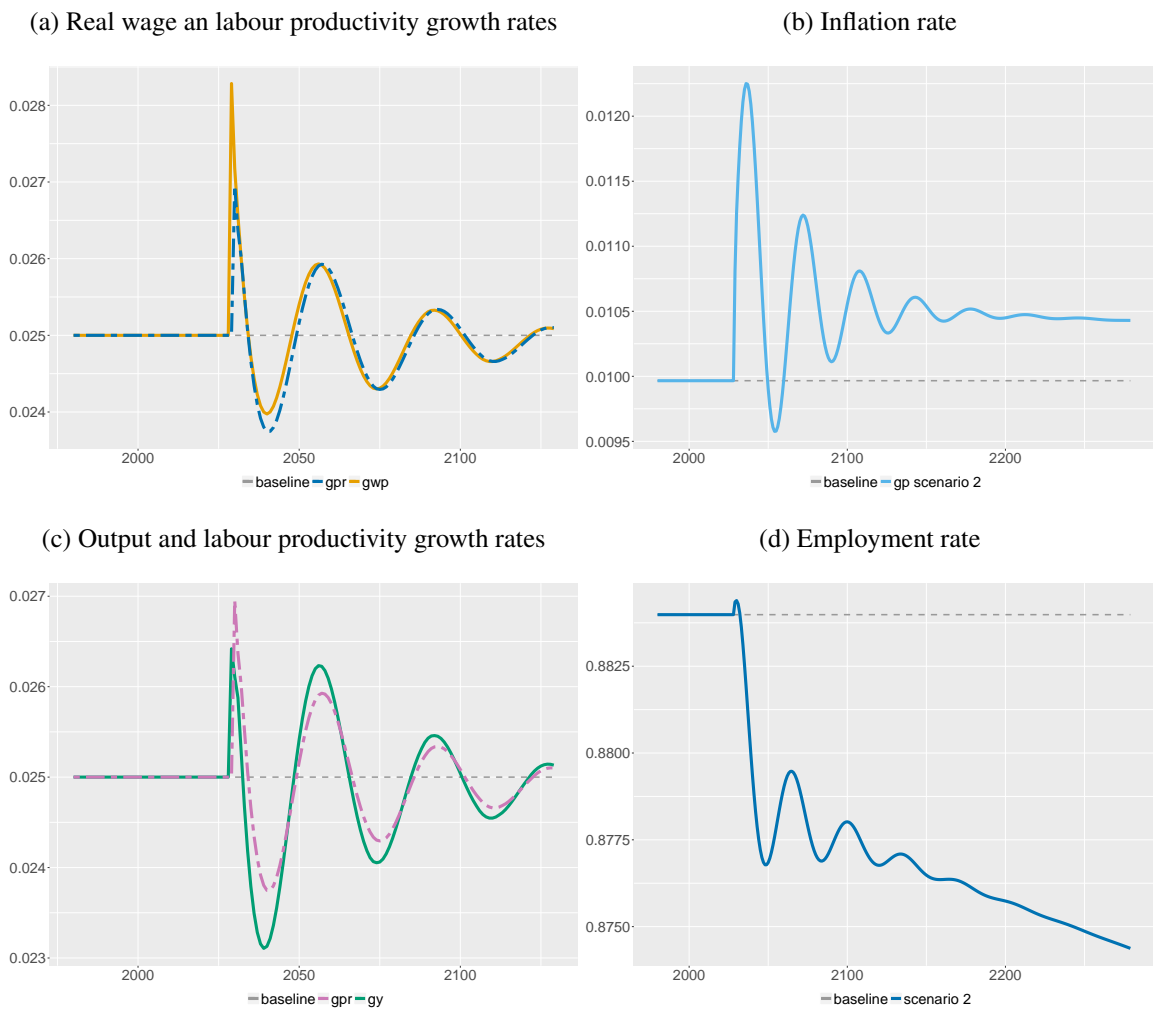 (a) Real wage an labour productivity growth rates
0.028
0.027
0.026
0.025
0.024
2000 2050 2100
baseline gpr gwp
(b) Inflation rate
0.0120
0.0115
0.0110
0.0105
0.0100
0.0095
2000 2100 2200
baseline gp scenario 2
(c) Output and labour productivity growth rates
0.027
0.026
0.025
0.024
0.023
2000 2050 2100
baseline gpr gy
(d) Employment rate
0.8825
0.8800
0.8775
0.8750
2000 2100 2200
baseline scenario 2